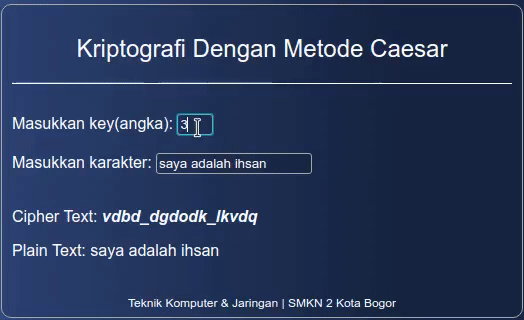 Kriptografi Dengan Metode Caesar
Masukkan key(angka): 3
Masukkan karakter: saya adalah ihsan
Cipher Text: vdbd_dgdodk_lkvdq
Plain Text: saya adalah ihsan
Teknik Komputer & Jaringan | SMKN 2 Kota Bogor